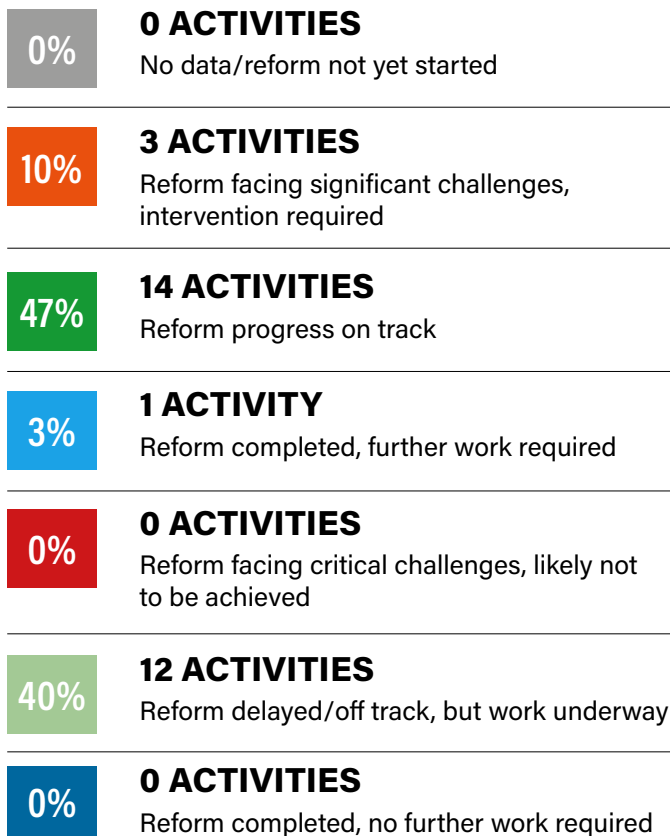 0%
0 ACTIVITIES
No data/reform not yet started
10%
3 ACTIVITIES
Reform facing significant challenges,
intervention required
47%
14 ACTIVITIES
Reform progress on track
3%
1 ACTIVITY
Reform completed, further work required
0%
0 ACTIVITIES
Reform facing critical challenges, likely not
to be achieved
40%
12 ACTIVITIES
Reform delayed/off track, but work underway
0%
0 ACTIVITIES
Reform completed, no further work required